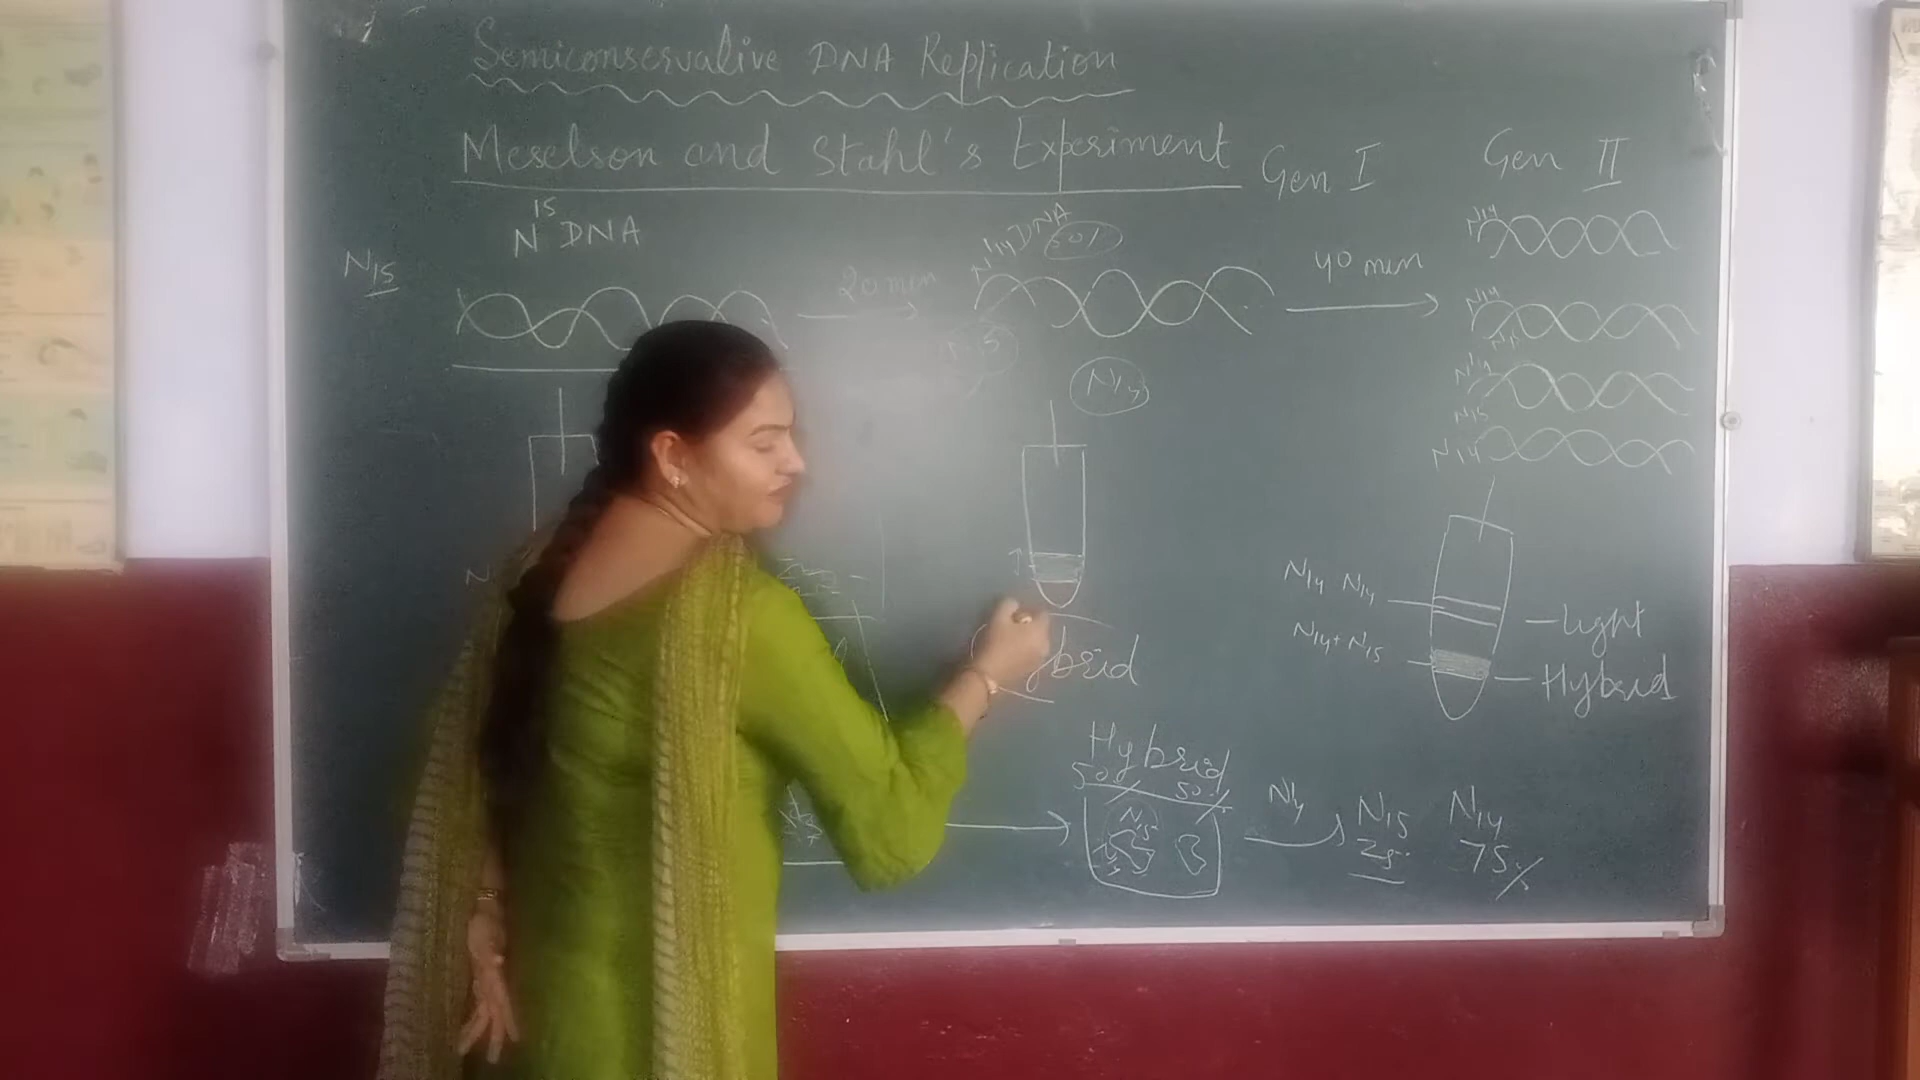 Semiconservative DNA Replication
Meselson and Stahl's Experiment
Gen I
Gen II
15
N DNA
N15
20 min
N14 DNA
50%
40 min
N14
N14
N14
N15
N14
N14
Hybrid
N14 N14
N14+N15
Light
Hybrid
Hybrid
50% 50%
N15
N14
N15
25
N14
75%